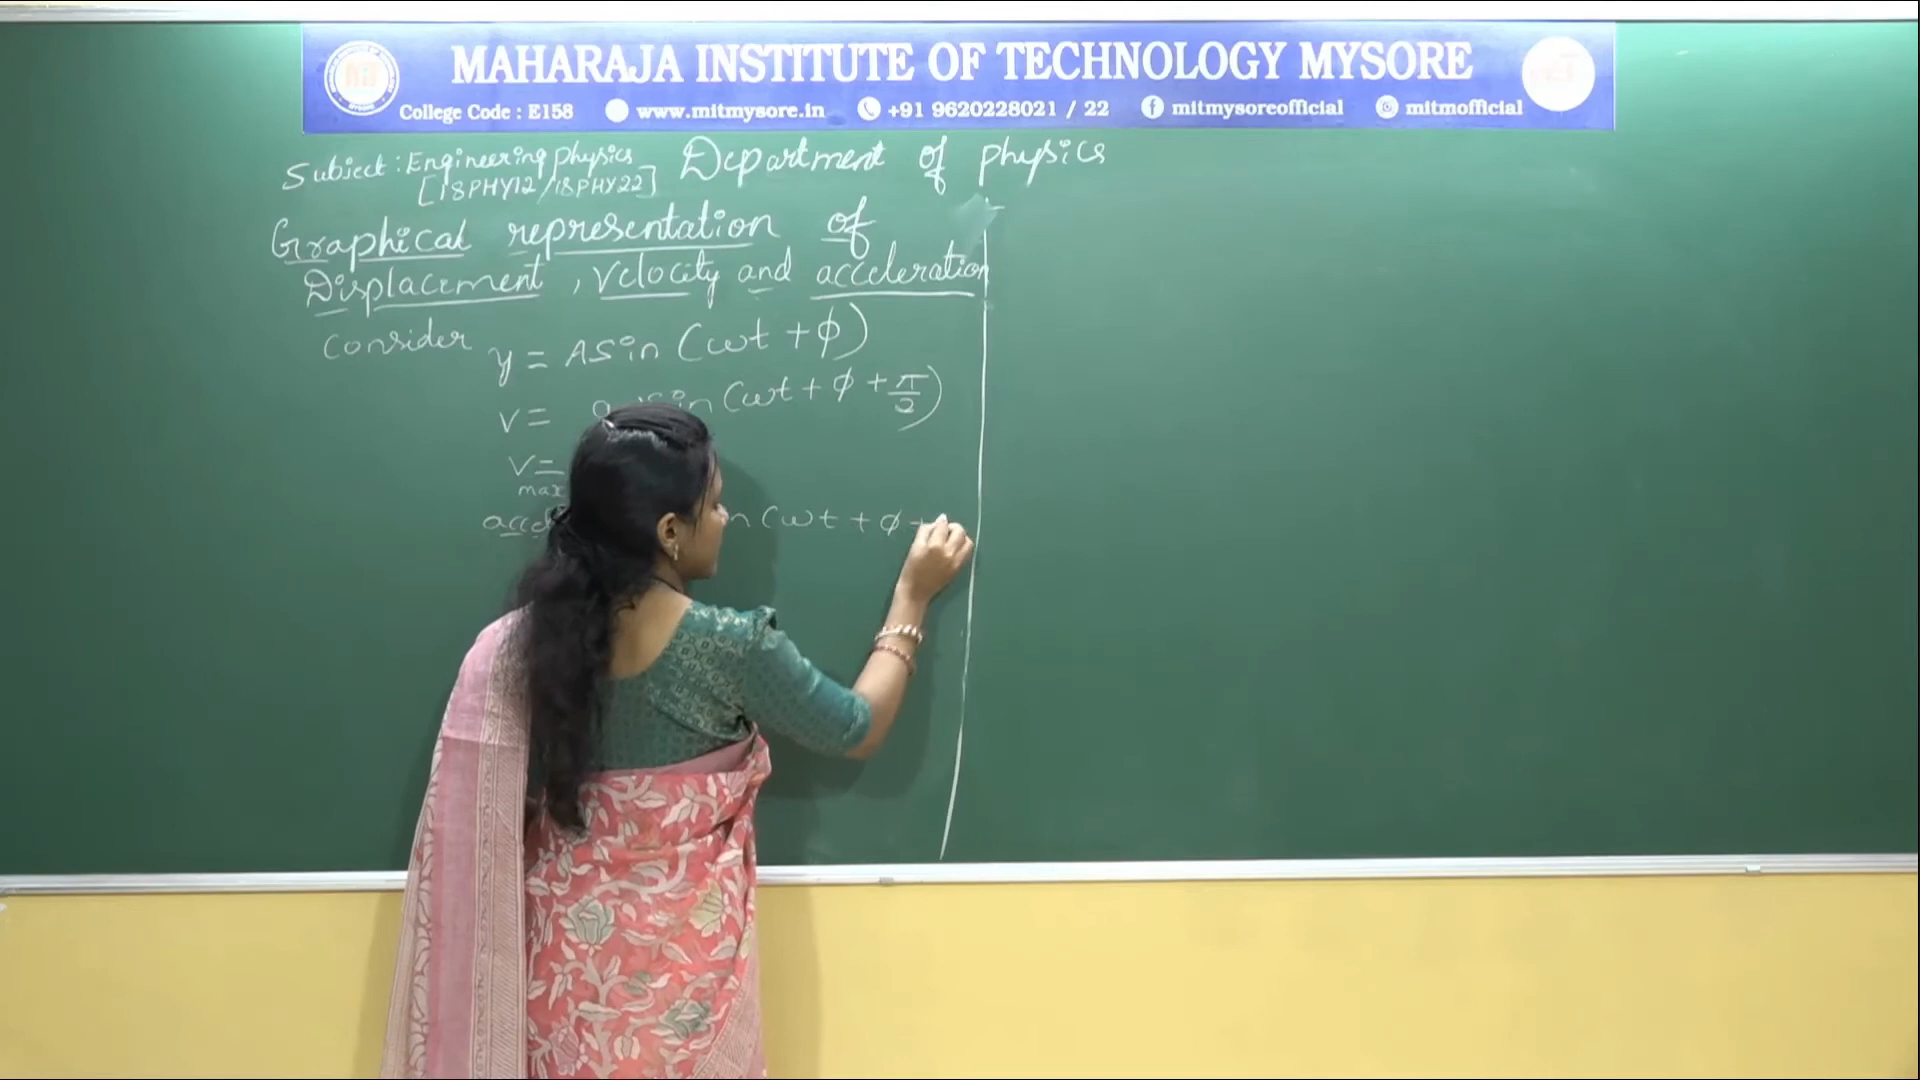 MAHARAJA INSTITUTE OF TECHNOLOGY MYSORE
College Code : E158 www.mitmysore.in +91 9620228021 / 22 mitmysoreofficial mitmofficial
Subject: Engineering physics Department of physics
[18PHY12/18PHY22]
Graphical representation of
Displacement, Velocity and acceleration
consider y = ASin (ωt + ϕ)
v = sin (ωt + ϕ + π/2)
v max =
(ωt + ϕ +